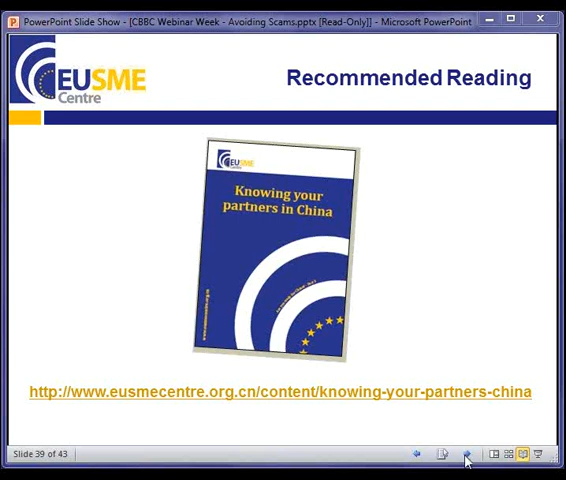 PowerPoint Slide Show - [CBBC Webinar Week - Avoiding Scams.pptx [Read-Only]] - Microsoft PowerPoint
EUSME
Centre
Recommended Reading
EUSME
Centre
Knowing your
partners in China
http://www.eusmecentre.org.cn/content/knowing-your-partners-china
Slide 39 of 43